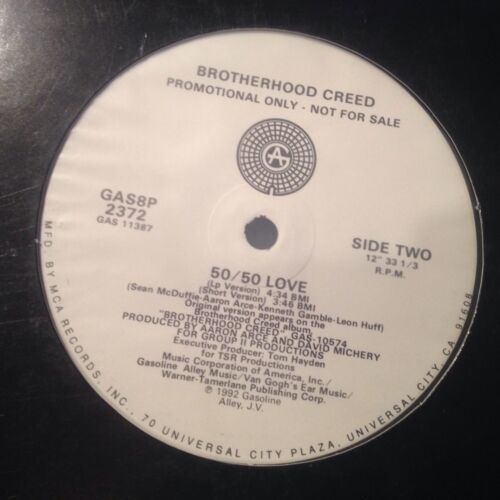 BROTHERHOOD CREED
PROMOTIONAL ONLY - NOT FOR SALE
AG
GAS8P
2372
GAS 11387
SIDE TWO
12" 33 1/3
R.P.M.
50/50 LOVE
(Lp Version) 4:34 BMI
(Short Version) 3:46 BMI
(Sean McDuffie-Aaron Arce-Kenneth Gamble-Leon Huff)
Original version appears on the
Brotherhood Creed album,
"BROTHERHOOD CREED." GAS-10574
PRODUCED BY AARON ARCE AND DAVID MICHERY
FOR GROUP II PRODUCTIONS
Executive Producer: Tom Hayden
for TSR Productions
Music Corporation of America, Inc./
Gasoline Alley Music/Van Gogh's Ear Music/
Warner-Tamerlane Publishing Corp.
℗ 1992 Gasoline
Alley, J.V.
MFD. BY MCA RECORDS, INC., 70 UNIVERSAL CITY PLAZA, UNIVERSAL CITY, CA. 91608